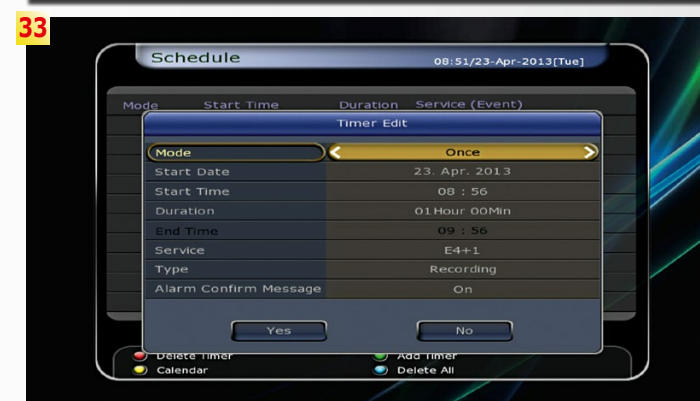 33
Schedule 08:51/23-Apr-2013[Tue]
Mode Start Time Duration Service (Event)
Timer Edit
Mode Once
Start Date 23. Apr. 2013
Start Time 08 : 56
Duration 01Hour 00Min
End Time 09 : 56
Service E4+1
Type Recording
Alarm Confirm Message On
Yes No
Delete Timer Add Timer
Calendar Delete All